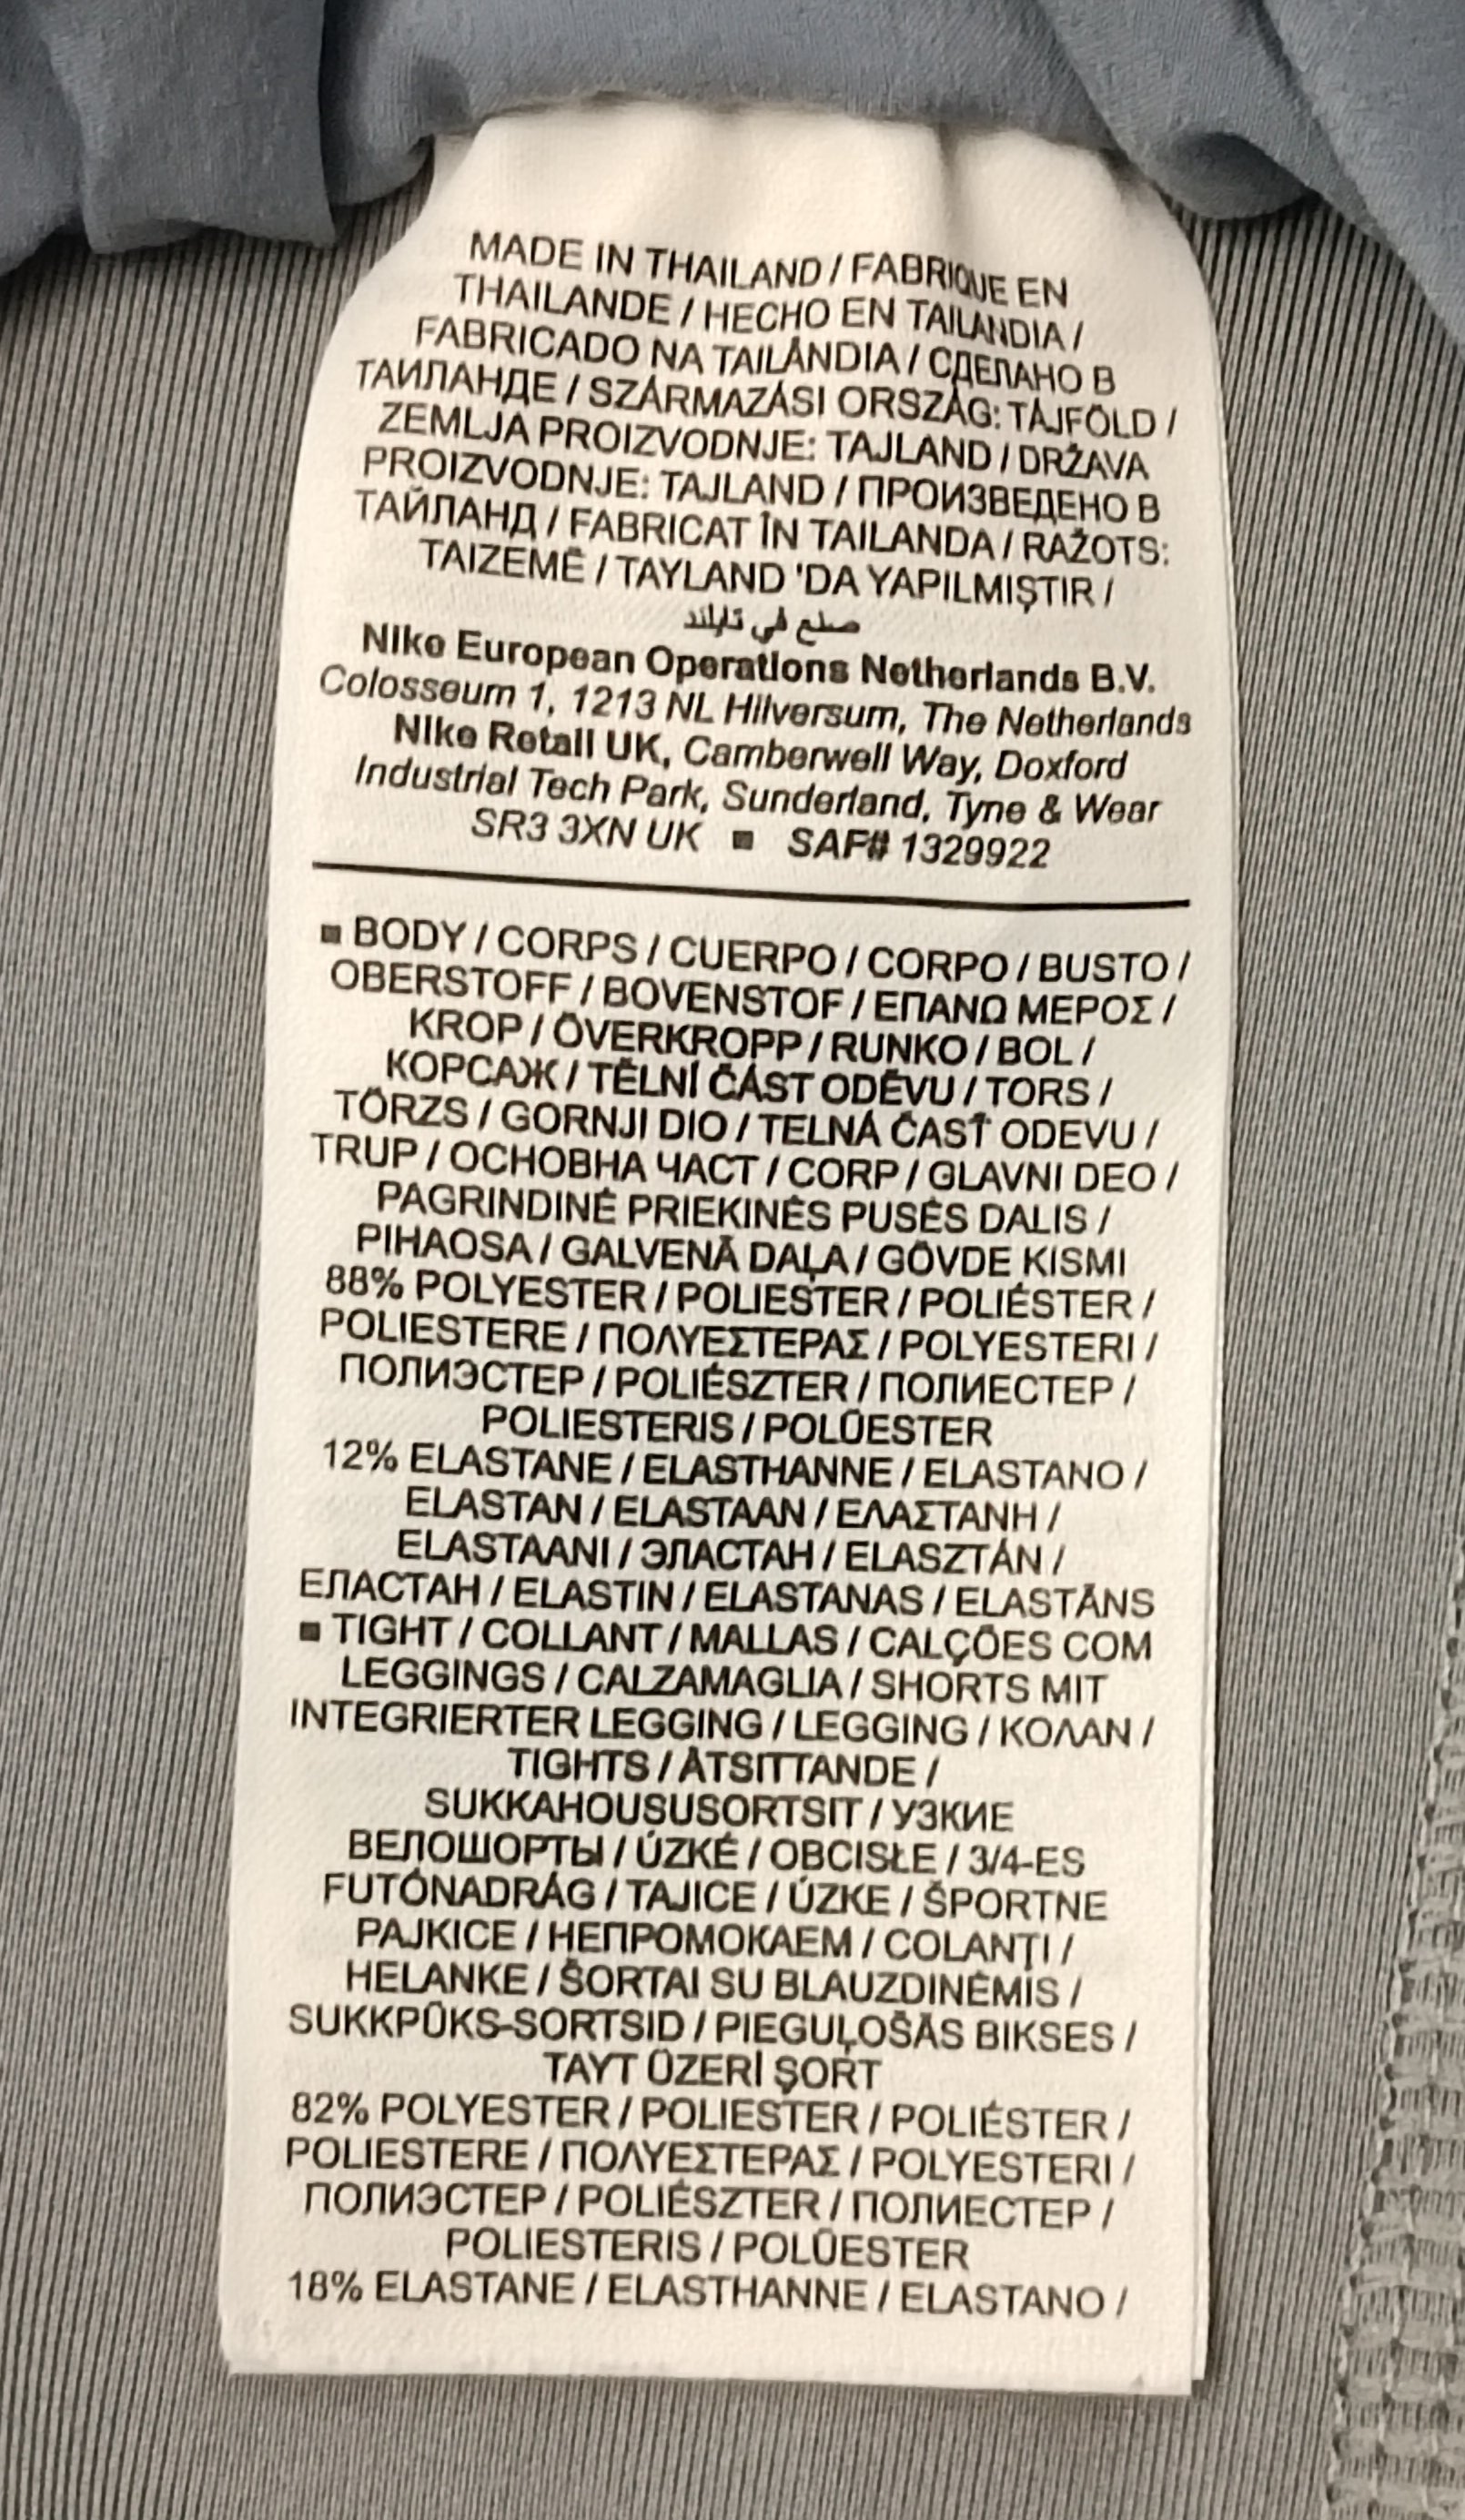 MADE IN THAILAND / FABRIQUE EN
THAILANDE / HECHO EN TAILANDIA /
FABRICADO NA TAILÂNDIA / СДЕЛАНО В
ТАИЛАНДЕ / SZÁRMAZÁSI ORSZÁG: TÁJFÖLD /
ZEMLJA PROIZVODNJE: TAJLAND / DRŽAVA
PROIZVODNJE: TAJLAND / ПРОИЗВЕДЕНО В
ТАЙЛАНД / FABRICAT ÎN TAILANDA / RAŽOTS:
TAIZEMĒ / TAYLAND 'DA YAPILMIŞTIR /
صنع في تايلند
Nike European Operations Netherlands B.V.
Colosseum 1, 1213 NL Hilversum, The Netherlands
Nike Retail UK, Camberwell Way, Doxford
Industrial Tech Park, Sunderland, Tyne & Wear
SR3 3XN UK ■ SAF# 1329922
■ BODY / CORPS / CUERPO / CORPO / BUSTO /
OBERSTOFF / BOVENSTOF / ΕΠΑΝΩ ΜΕΡΟΣ /
KROP / ÖVERKROPP / RUNKO / BOL /
КОРСАЖ / TĚLNÍ ČÁST ODĚVU / TORS /
TÖRZS / GORNJI DIO / TELNÁ ČASŤ ODEVU /
TRUP / ОСНОВНА ЧАСТ / CORP / GLAVNI DEO /
PAGRINDINĖ PRIEKINĖS PUSĖS DALIS /
PIHAOSA / GALVENĀ DAĻA / GÖVDE KISMI
88% POLYESTER / POLIESTER / POLIÉSTER /
POLIESTERE / ΠΟΛΥΕΣΤΕΡΑΣ / POLYESTERI /
ПОЛИЭСТЕР / POLIÉSZTER / ПОЛИЕСТЕР /
POLIESTERIS / POLÜESTER
12% ELASTANE / ELASTHANNE / ELASTANO /
ELASTAN / ELASTAAN / ΕΛΑΣΤΑΝΗ /
ELASTAANI / ЭЛАСТАН / ELASZTÁN /
ЕЛАСТАН / ELASTIN / ELASTANAS / ELASTĀNS
■ TIGHT / COLLANT / MALLAS / CALÇÕES COM
LEGGINGS / CALZAMAGLIA / SHORTS MIT
INTEGRIERTER LEGGING / LEGGING / ΚΟΛΑΝ /
TIGHTS / ÅTSITTANDE /
SUKKAHOUSUSORTSIT / УЗКИЕ
ВЕЛОШОРТЫ / ÚZKÉ / OBCISŁE / 3/4-ES
FUTÓNADRÁG / TAJICE / ÚZKE / ŠPORTNE
PAJKICE / НЕПРОМОКАЕМ / COLANȚI /
HELANKE / ŠORTAI SU BLAUZDINĖMIS /
SUKKPÜKS-SORTSID / PIEGUĻOŠĀS BIKSES /
TAYT ÜZERİ ŞORT
82% POLYESTER / POLIESTER / POLIÉSTER /
POLIESTERE / ΠΟΛΥΕΣΤΕΡΑΣ / POLYESTERI /
ПОЛИЭСТЕР / POLIÉSZTER / ПОЛИЕСТЕР /
POLIESTERIS / POLÜESTER
18% ELASTANE / ELASTHANNE / ELASTANO /